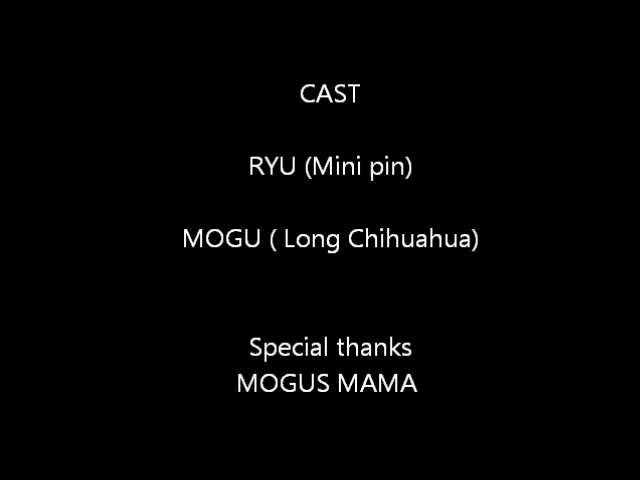 CAST
RYU (Mini pin)
MOGU ( Long Chihuahua)
Special thanks
MOGUS MAMA